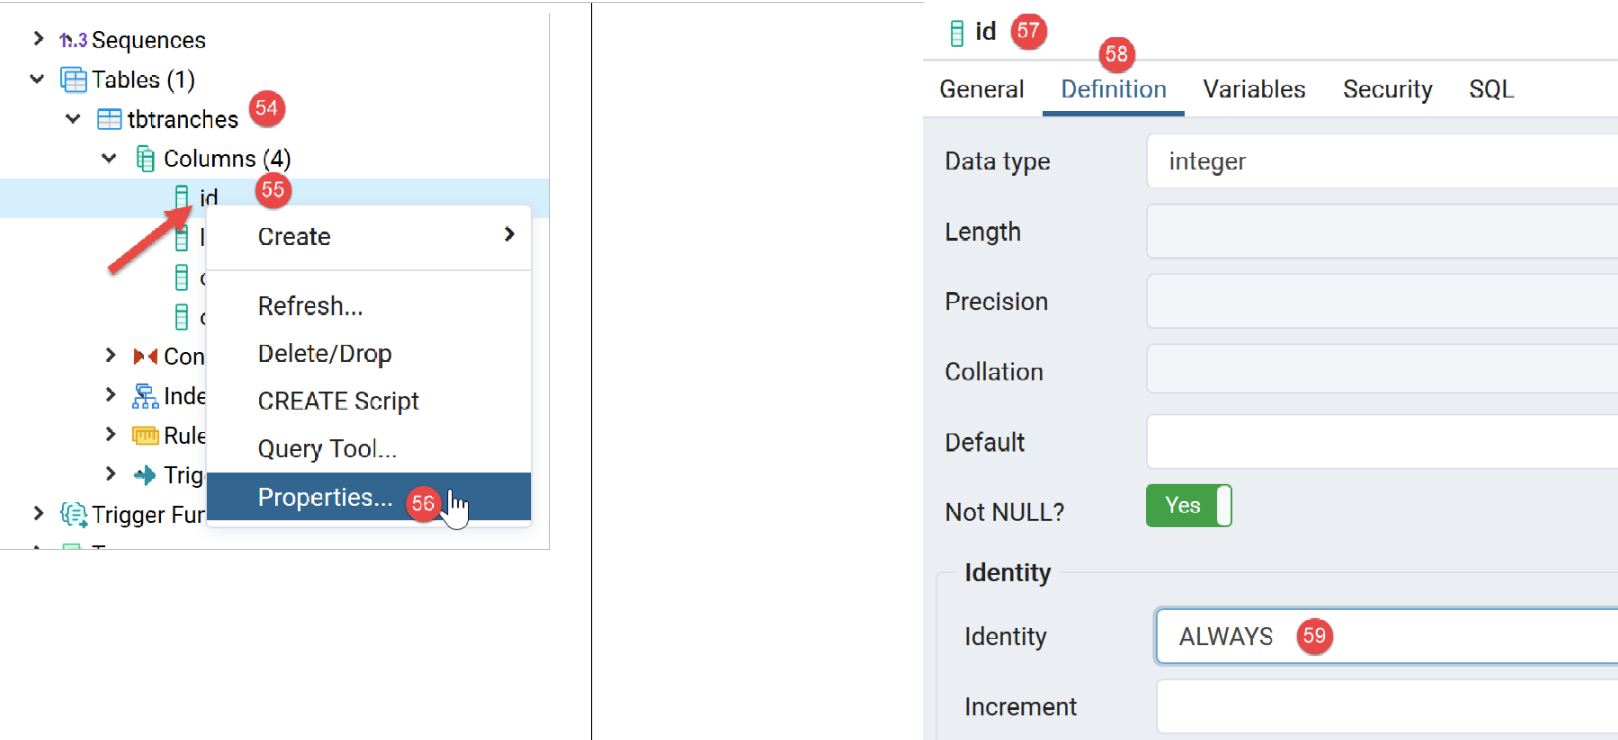 1..3 Sequences
Tables (1)
tbtranches 54
Columns (4)
id 55
Create
Refresh...
Delete/Drop
CREATE Script
Query Tool...
Properties... 56
Con
Inde
Rule
Trig
Trigger Fur
id 57
58
General Definition Variables Security SQL
Data type integer
Length
Precision
Collation
Default
Not NULL? Yes
Identity
Identity ALWAYS 59
Increment